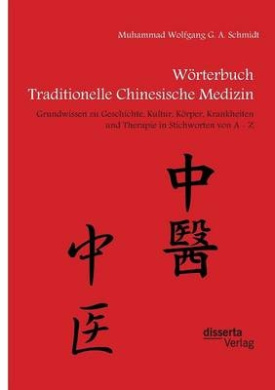 Muhammad Wolfgang G. A. Schmidt
Wörterbuch
Traditionelle Chinesische Medizin
Grundwissen zu Geschichte, Kultur, Körper, Krankheiten
und Therapie in Stichworten von A – Z
中醫
中医
disserta
Verlag